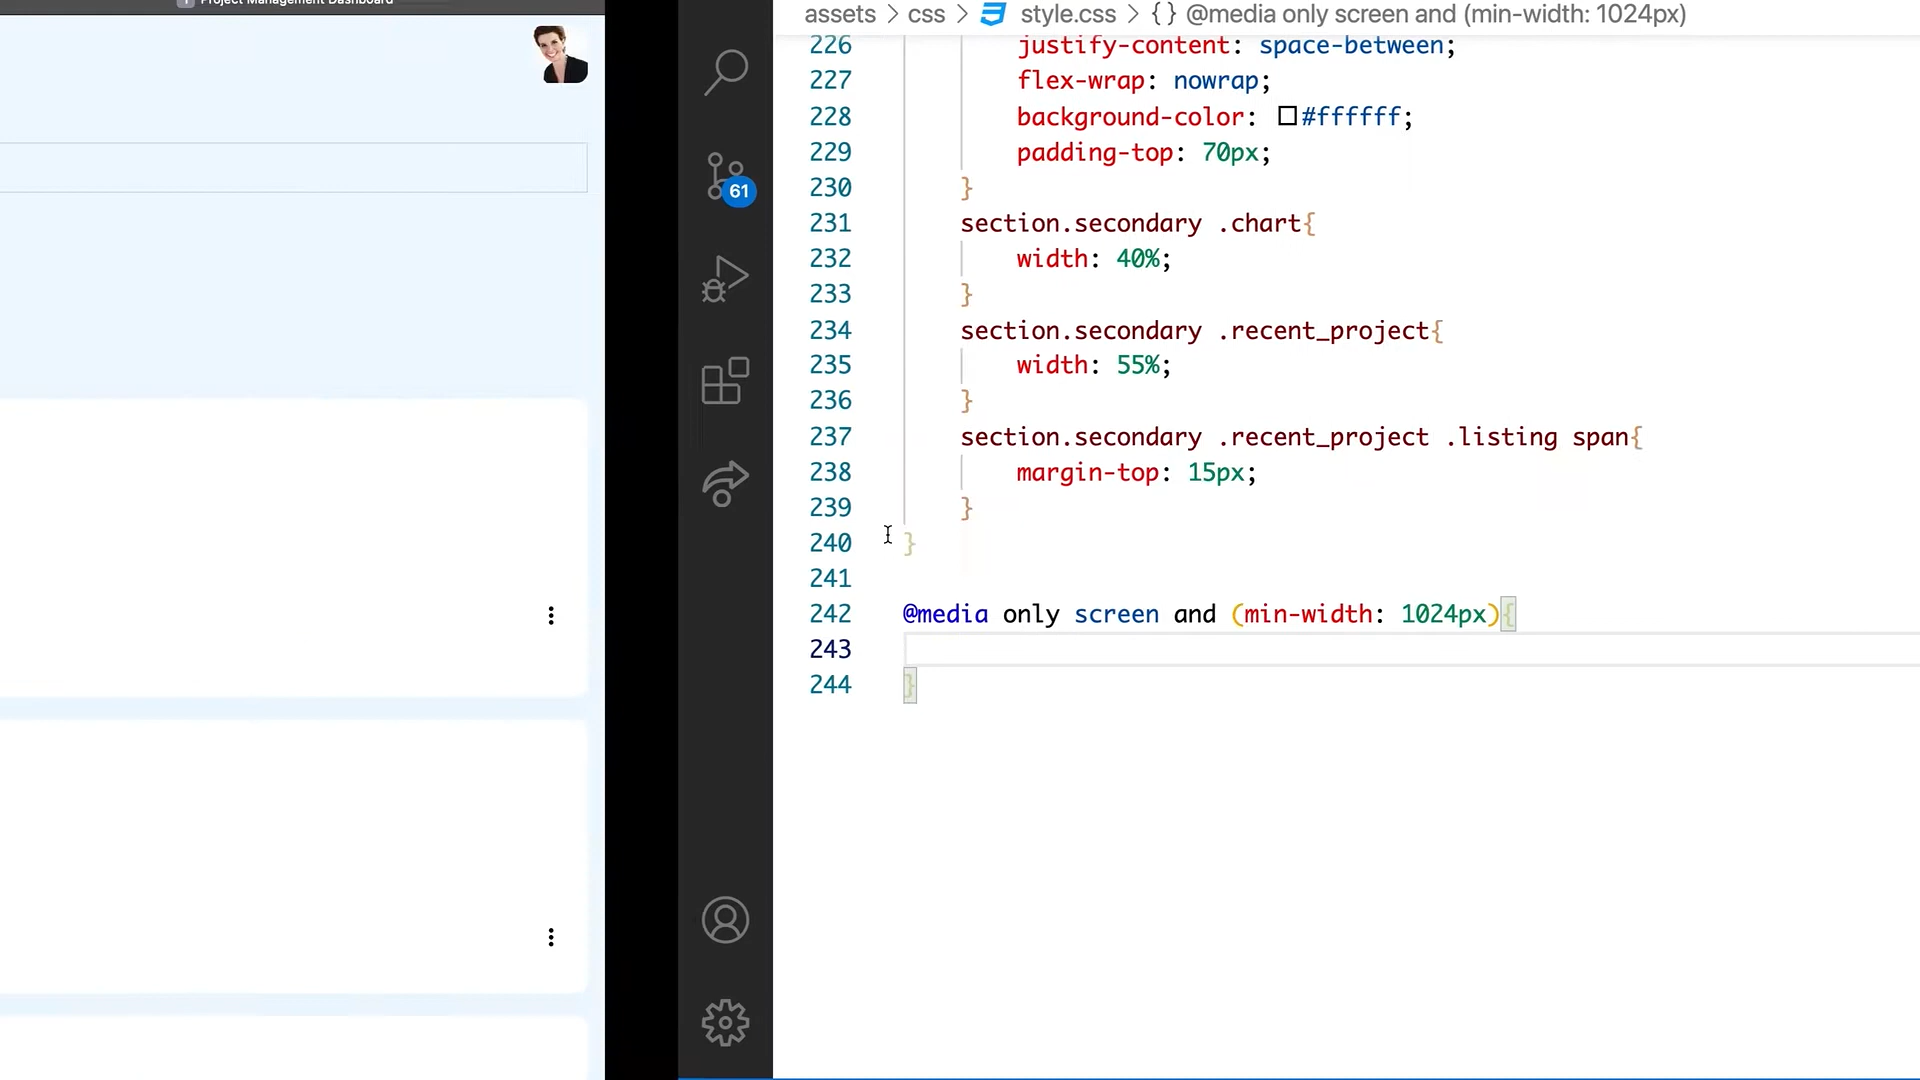 Project Management Dashboard
assets > css > style.css > {} @media only screen and (min-width: 1024px)
226 justify-content: space-between;
227 flex-wrap: nowrap;
228 background-color: #ffffff;
229 padding-top: 70px;
230 }
231 section.secondary .chart{
232 width: 40%;
233 }
234 section.secondary .recent_project{
235 width: 55%;
236 }
237 section.secondary .recent_project .listing span{
238 margin-top: 15px;
239 }
240 }
241
242 @media only screen and (min-width: 1024px){
243
244 }
61